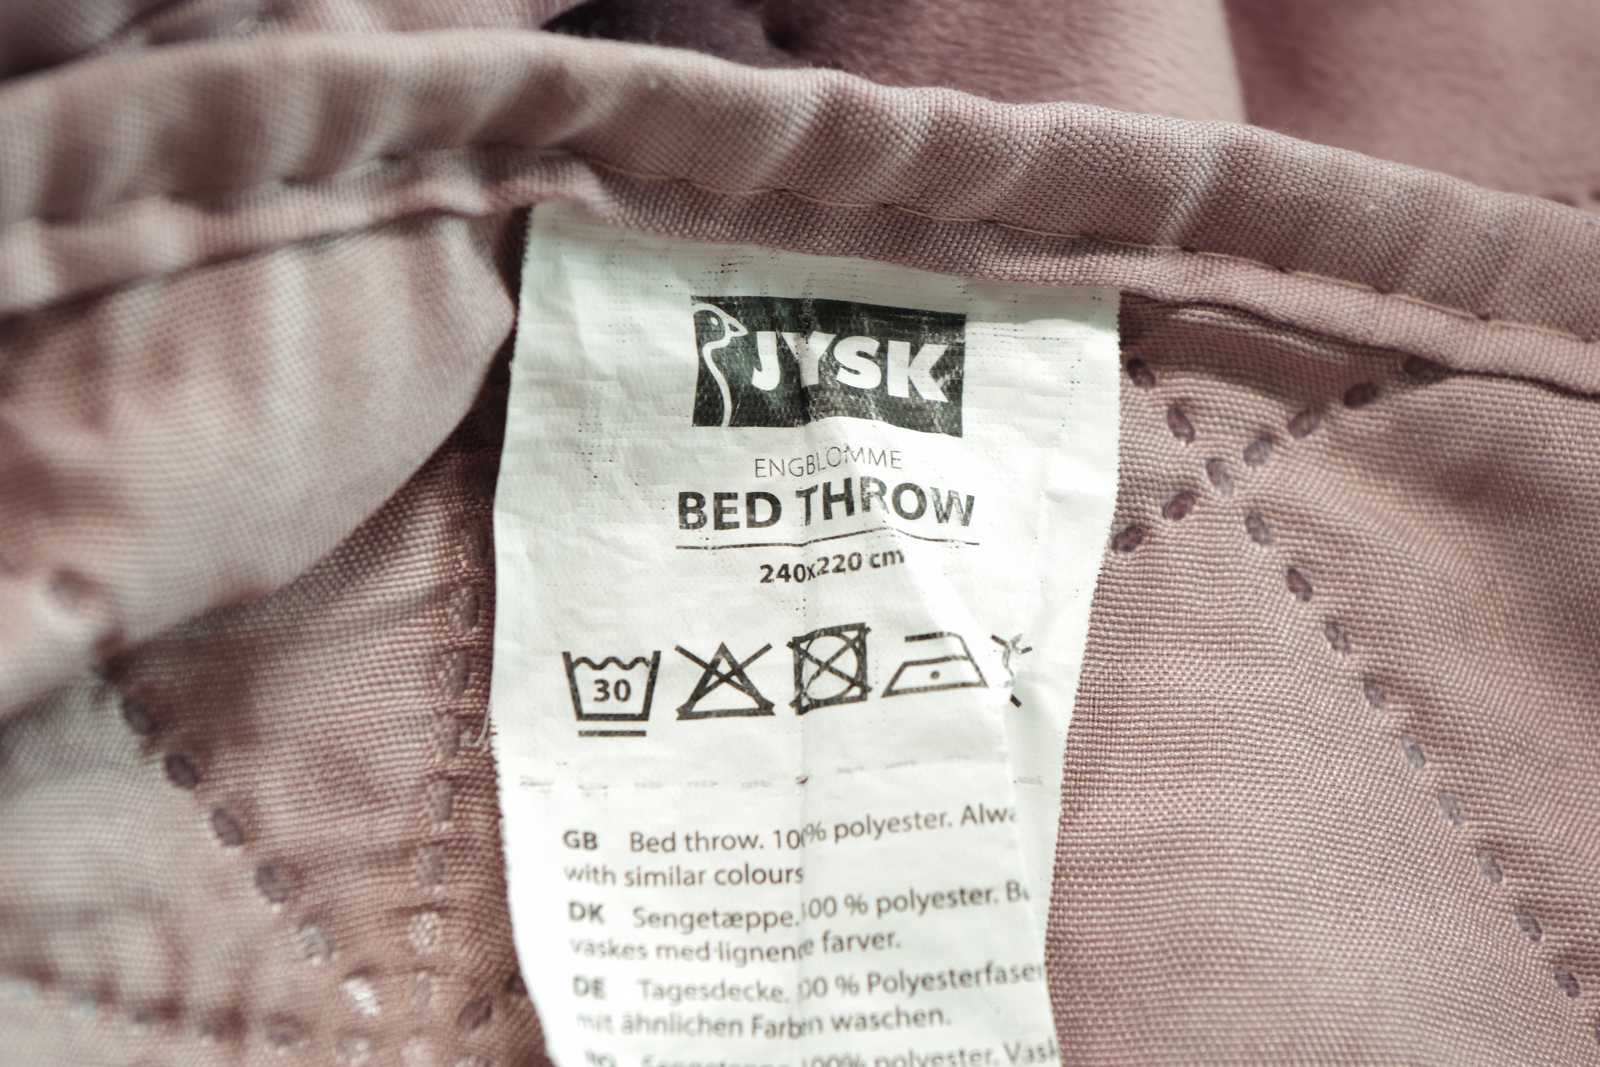 JYSK
ENGBLOMME
BED THROW
240x220 cm
30
GB Bed throw. 100% polyester.
with similar colours
DK Sengetæppe. 100 % polyester.
vaskes med lignende farver.
DE Tagesdecke. 100 % Polyesterfaser
mit ähnlichen Farben waschen.
polyester.